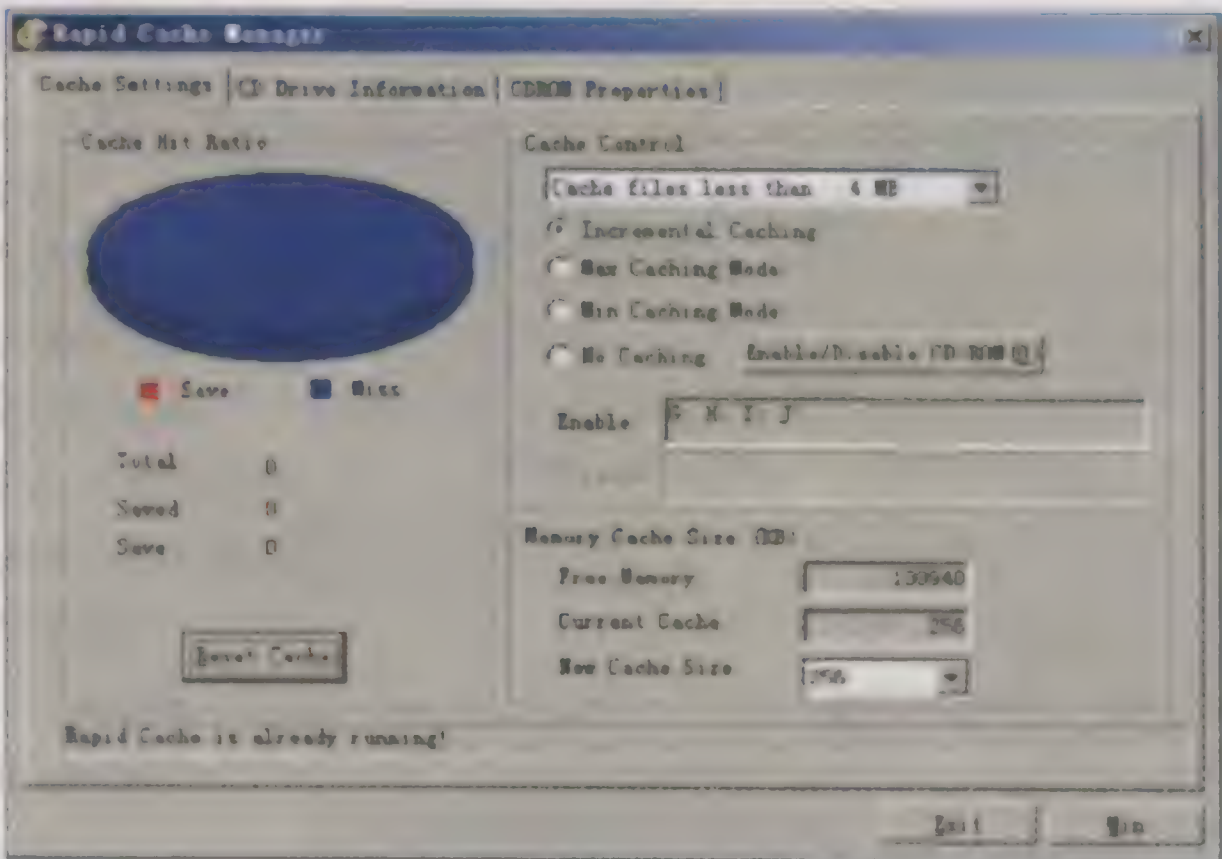 Rapid Cache Manager
Cache Settings
CD Drive Information
CDROM Properties
Cache Hit Ratio
Save
Miss
Total 0
Saved 0
Save 0
Reset Cache
Cache Control
Cache files less than 4 MB
Incremental Caching
Max Caching Mode
Min Caching Mode
No Caching
Enable/Disable CD ROM
Enable
Memory Cache Size (KB)
Free Memory
Current Cache 256
New Cache Size 256
Rapid Cache is already running!
Exit
Min